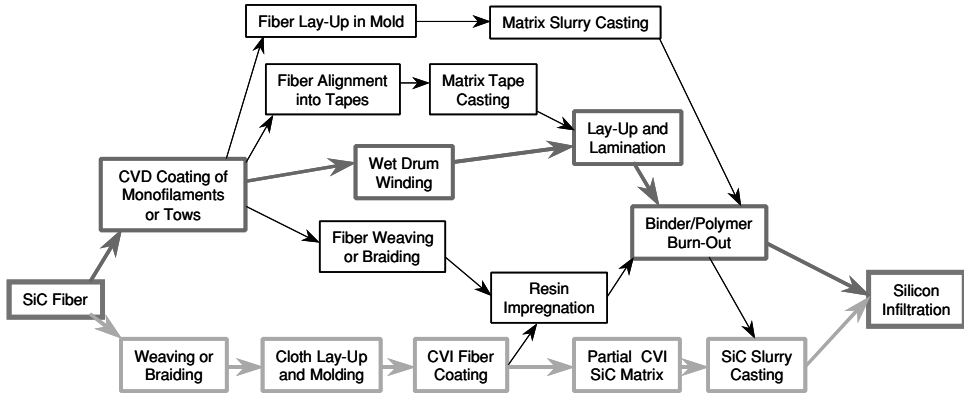 Fiber Lay-Up in Mold
Matrix Slurry Casting
Fiber Alignment
into Tapes
Matrix Tape
Casting
Lay-Up and
Lamination
CVD Coating of
Monofilaments
or Tows
Wet Drum
Winding
Fiber Weaving
or Braiding
Binder/Polymer
Burn-Out
SiC Fiber
Resin
Impregnation
Silicon
Infiltration
Weaving or
Braiding
Cloth Lay-Up
and Molding
CVI Fiber
Coating
Partial CVI
SiC Matrix
SiC Slurry
Casting